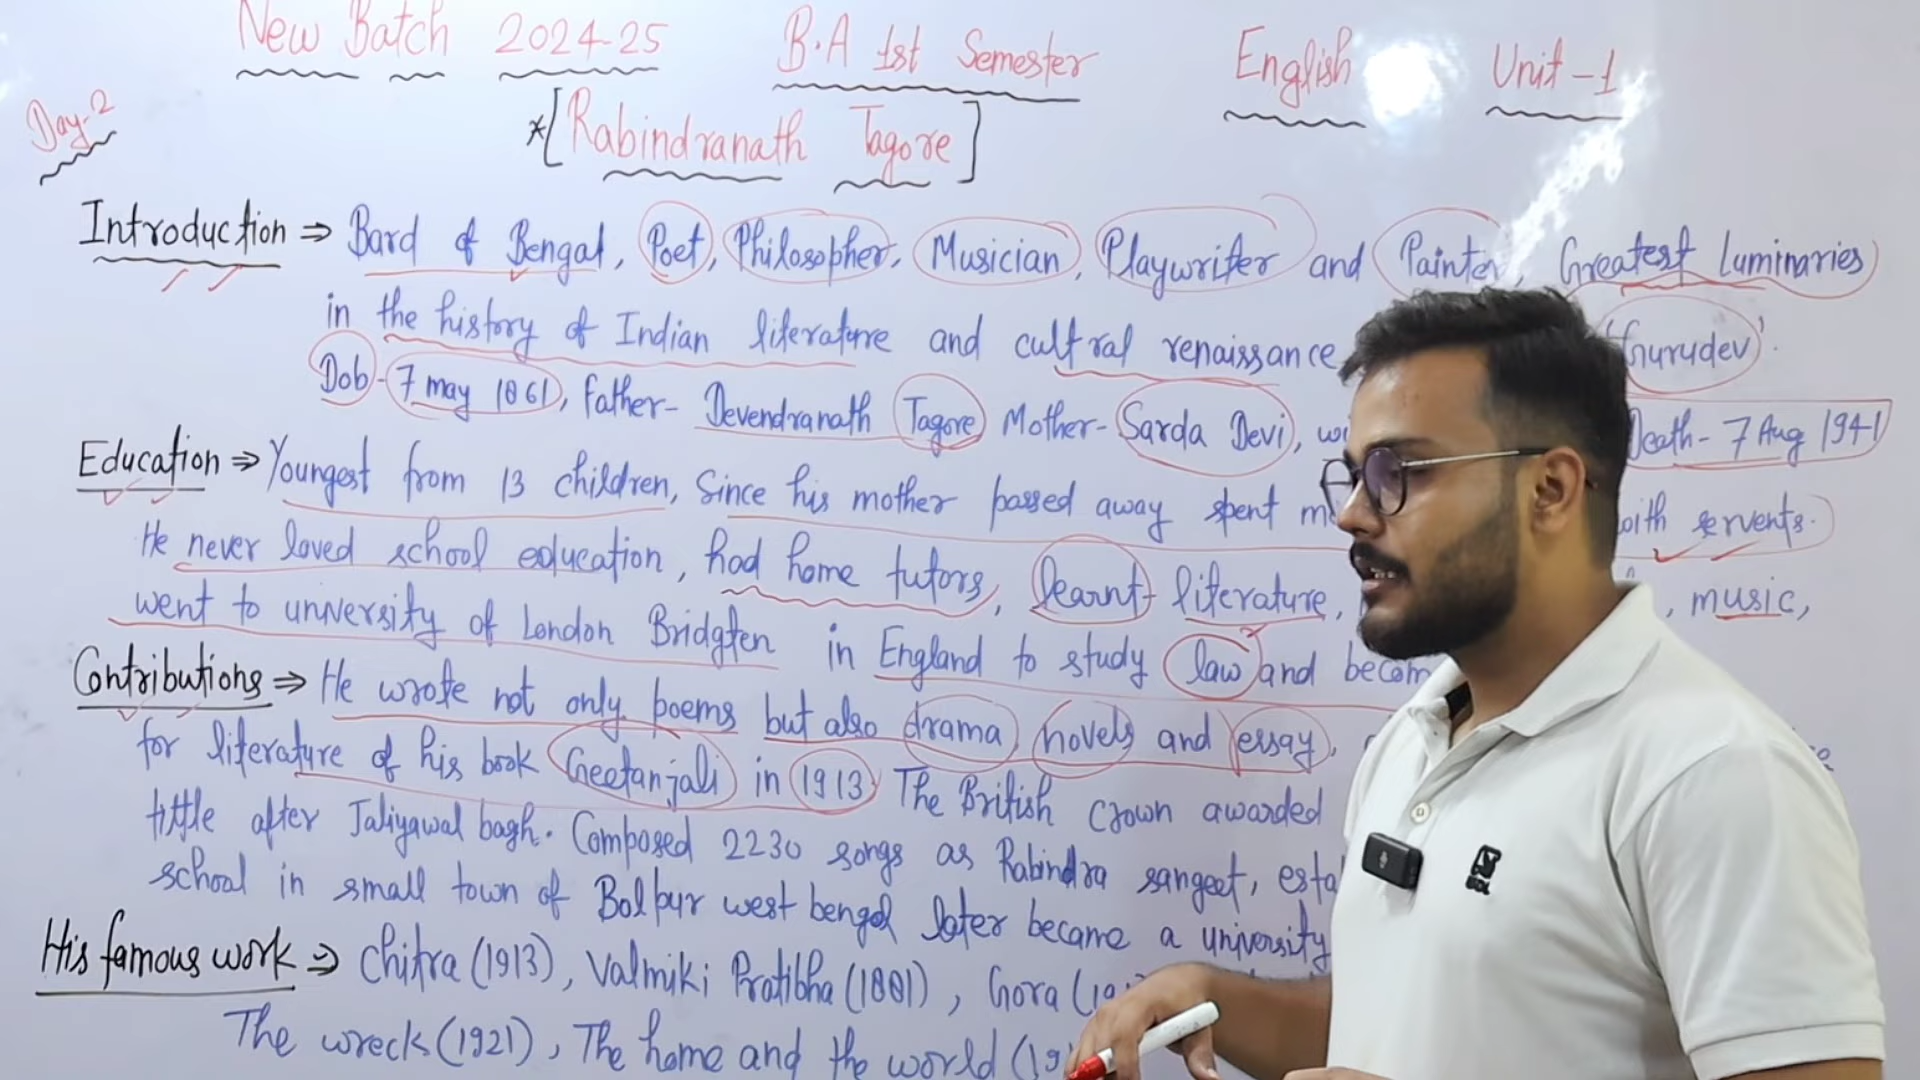 New Batch 2024-25 B.A 1st Semester English Unit-1
Day-2
*[Rabindranath Tagore]
Introduction ⇒ Bard of Bengal, Poet, Philosopher, Musician, Playwriter and Painter, Greatest Luminaries
in the history of Indian literature and cultral renaissance 'Gurudev'.
Dob - 7 may 1861, Father- Devendranath Tagore Mother- Sarda Devi, Death- 7 Aug 1941
Education ⇒ Youngest from 13 children, Since his mother passed away spent with servents.
He never loved school education, had home tutors, learnt- literature, music,
went to university of London Bridgten in England to study law and becom
Contributions ⇒ He wrote not only poems but also drama, novels and essay,
for literature of his book Geetanjali in 1913. The British crown awarded
tittle after Jaliyawal bagh. Composed 2230 songs as Rabindra sangeet, esta
school in small town of Bolpur west bengal later became a university
His famous work ⇒ Chitra (1913), Valmiki Pratibha (1881), Gora (19
The wreck (1921), The home and the world (19